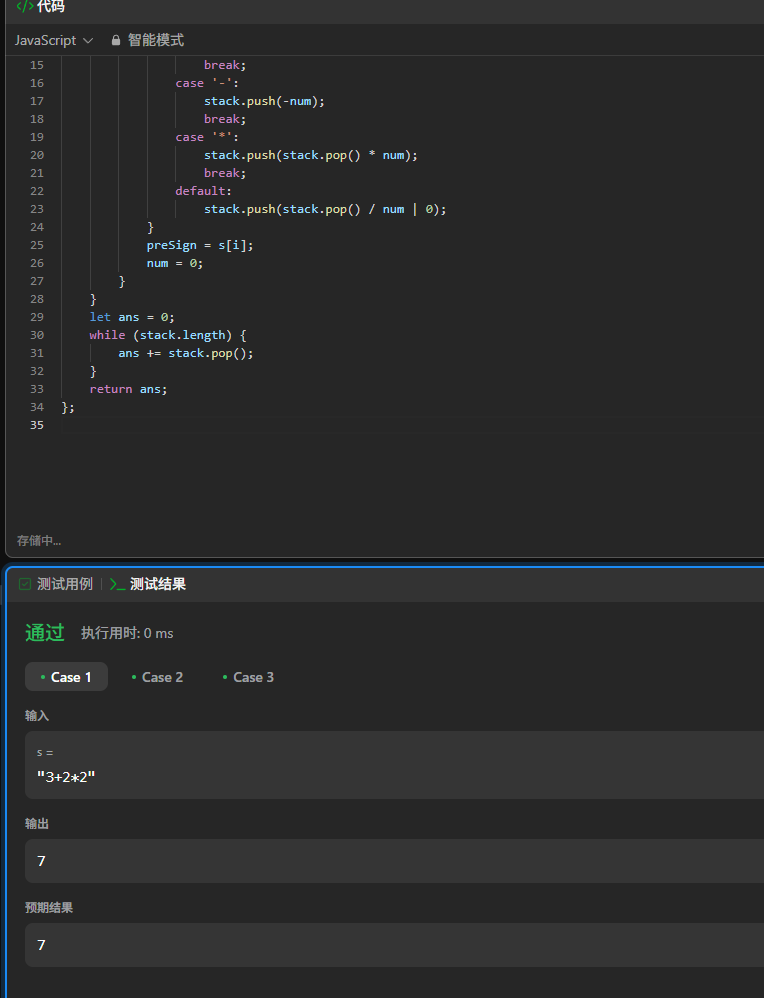 </> 代码
JavaScript 智能模式
15 break;
16 case '-':
17 stack.push(-num);
18 break;
19 case '*':
20 stack.push(stack.pop() * num);
21 break;
22 default:
23 stack.push(stack.pop() / num | 0);
24 }
25 preSign = s[i];
26 num = 0;
27 }
28 }
29 let ans = 0;
30 while (stack.length) {
31 ans += stack.pop();
32 }
33 return ans;
34 };
35
存储中...
测试用例 | >_ 测试结果
通过 执行用时: 0 ms
• Case 1 • Case 2 • Case 3
输入
s =
"3+2*2"
输出
7
预期结果
7